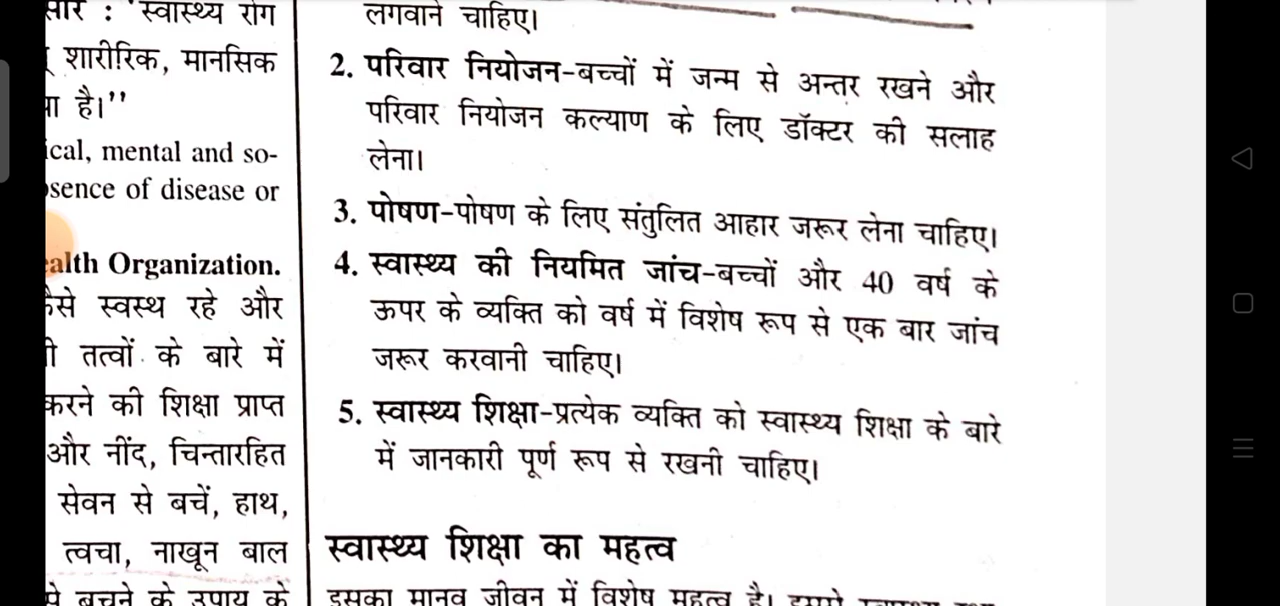 स्वास्थ्य रोग
शारीरिक, मानसिक
है।"
mental and so-
of disease or
Organization.
स्वस्थ रहे और
तत्वों के बारे में
करने की शिक्षा प्राप्त
और नींद, चिन्तारहित
सेवन से बचें, हाथ,
त्वचा, नाखून बाल
बचने के उपाय के
लगवाने चाहिए।
2. परिवार नियोजन-बच्चों में जन्म से अन्तर रखने और
परिवार नियोजन कल्याण के लिए डॉक्टर की सलाह
लेना।
3. पोषण-पोषण के लिए संतुलित आहार जरूर लेना चाहिए।
4. स्वास्थ्य की नियमित जांच-बच्चों और 40 वर्ष के
ऊपर के व्यक्ति को वर्ष में विशेष रूप से एक बार जांच
जरूर करवानी चाहिए।
5. स्वास्थ्य शिक्षा-प्रत्येक व्यक्ति को स्वास्थ्य शिक्षा के बारे
में जानकारी पूर्ण रूप से रखनी चाहिए।
स्वास्थ्य शिक्षा का महत्व
इसका मानव जीवन में विशेष महत्व है।